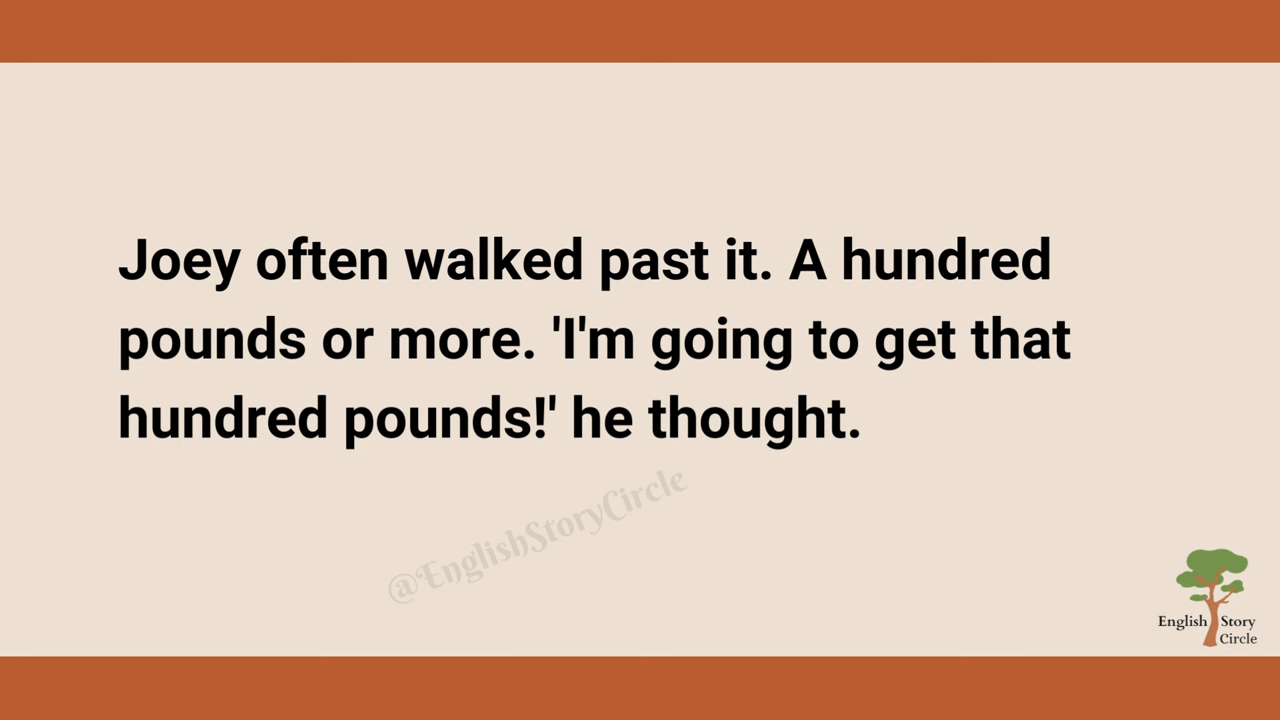 Joey often walked past it. A hundred
pounds or more. 'I'm going to get that
hundred pounds!' he thought.
@EnglishStoryCircle
English Story
Circle